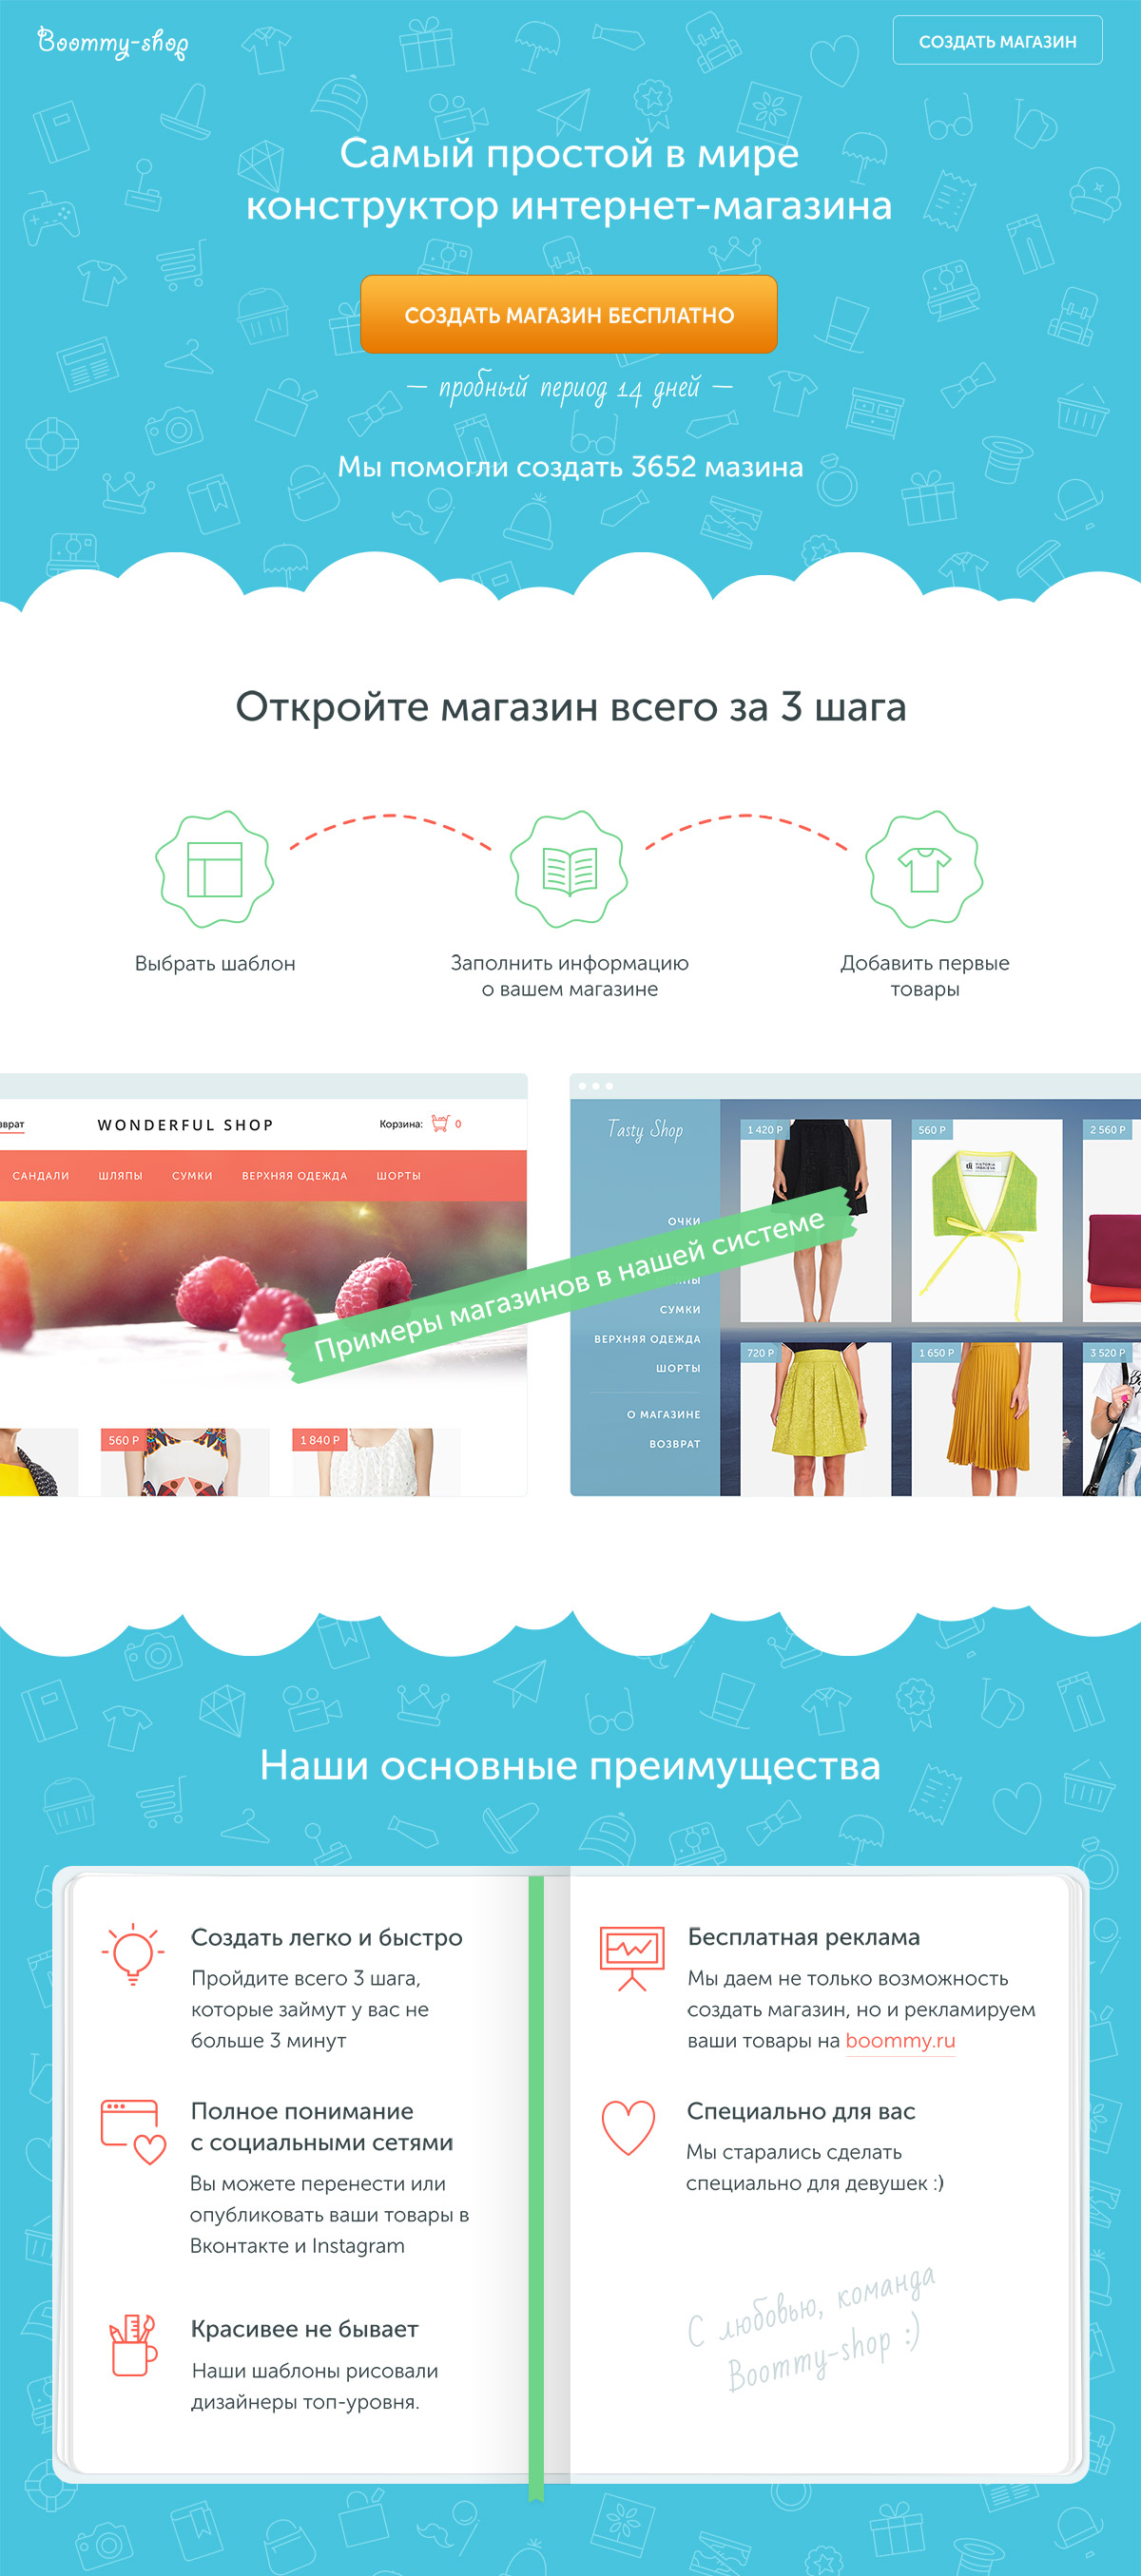 Boommy-shop
СОЗДАТЬ МАГАЗИН
Самый простой в мире
конструктор интернет-магазина
СОЗДАТЬ МАГАЗИН БЕСПЛАТНО
— пробный период 14 дней —
Мы помогли создать 3652 мазина
Откройте магазин всего за 3 шага
Выбрать шаблон
Заполнить информацию
о вашем магазине
Добавить первые
товары
врат
WONDERFUL SHOP
Корзина: 0
САНДАЛИ ШЛЯПЫ СУМКИ ВЕРХНЯЯ ОДЕЖДА ШОРТЫ
560 Р
1 840 Р
Примеры магазинов в нашей системе
Tasty Shop
ОЧКИ
СУМКИ
ВЕРХНЯЯ ОДЕЖДА
ШОРТЫ
О МАГАЗИНЕ
ВОЗВРАТ
1 420 Р
560 Р
2 560 Р
720 Р
1 650 Р
3 520 Р
Наши основные преимущества
Создать легко и быстро
Пройдите всего 3 шага,
которые займут у вас не
больше 3 минут
Полное понимание
с социальными сетями
Вы можете перенести или
опубликовать ваши товары в
Вконтакте и Instagram
Красивее не бывает
Наши шаблоны рисовали
дизайнеры топ-уровня.
Бесплатная реклама
Мы даем не только возможность
создать магазин, но и рекламируем
ваши товары на boommy.ru
Специально для вас
Мы старались сделать
специально для девушек :)
С любовью, команда
Boommy-shop :)